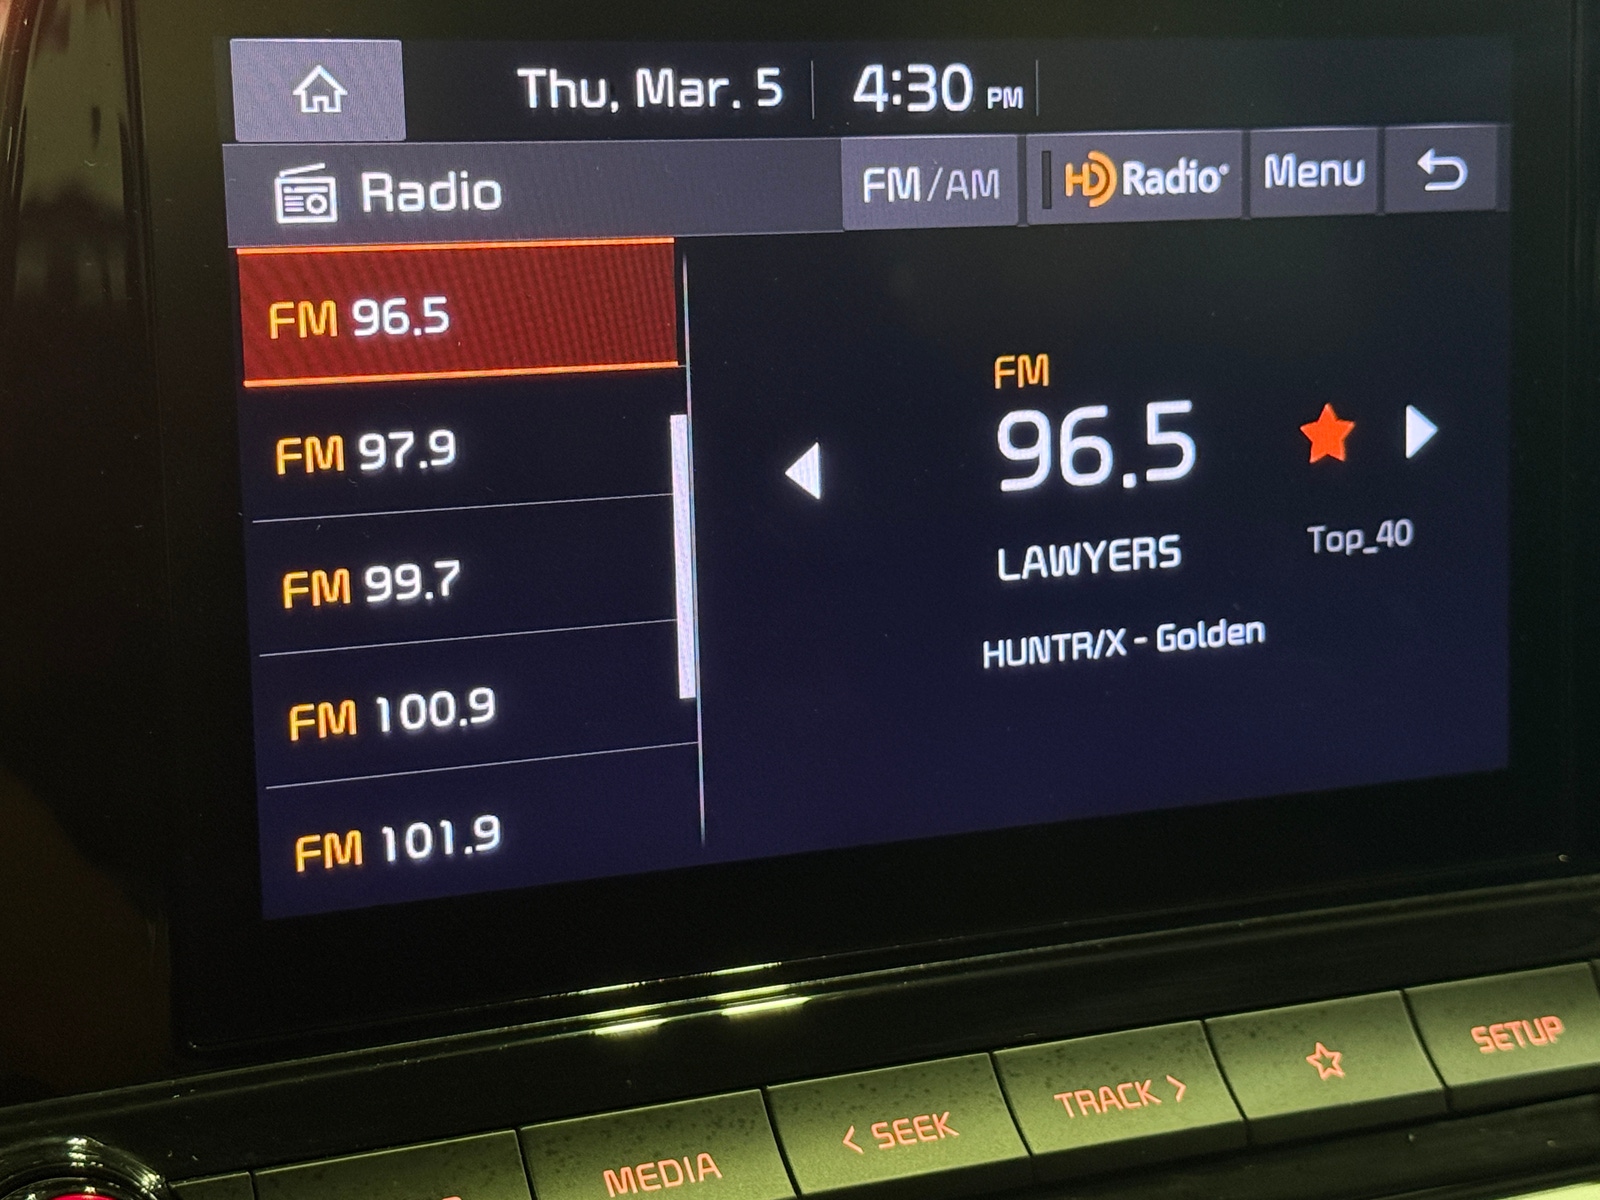 Thu, Mar. 5
4:30 PM
Radio
FM/AM
HD Radio
Menu
FM 96.5
FM 97.9
FM 99.7
FM 100.9
FM 101.9
FM
96.5
LAWYERS
Top_40
HUNTR/X - Golden
MEDIA
< SEEK
TRACK >
SETUP